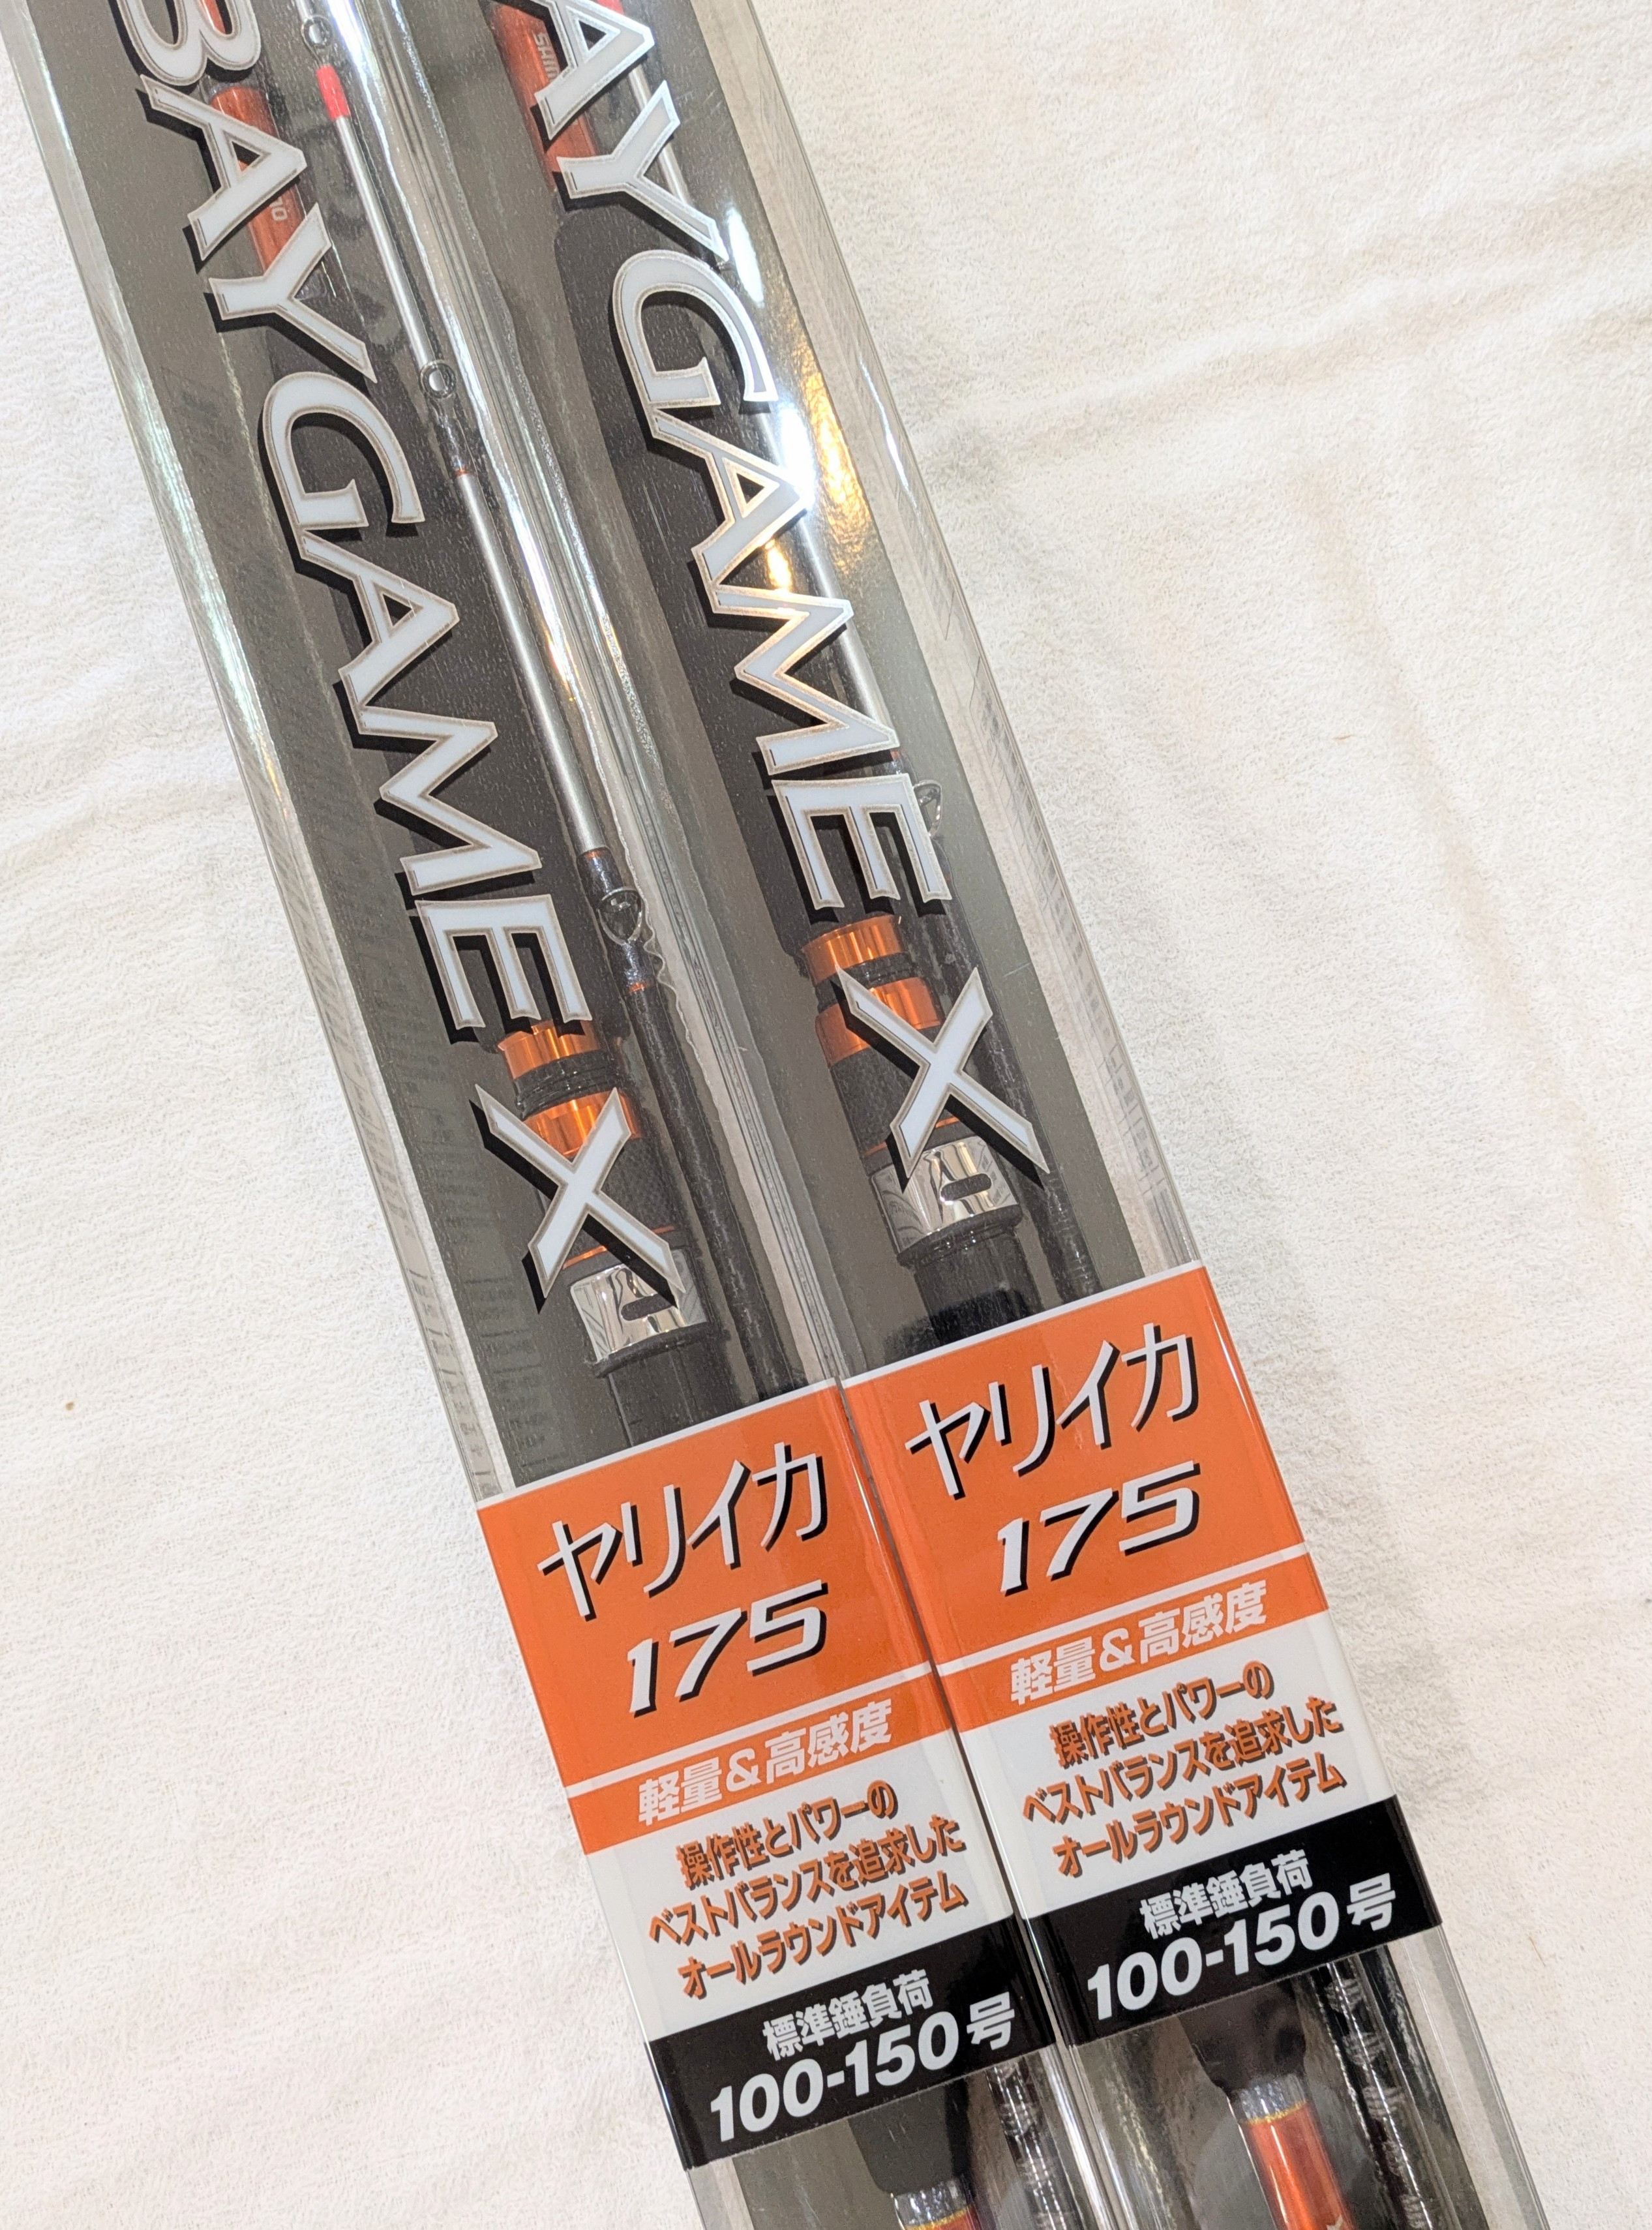 BAYGAME X
ヤリイカ
175
軽量&高感度
操作性とパワーの
ベストバランスを追求した
オールラウンドアイテム
標準錘負荷
100-150号
AYGAME X
ヤリイカ
175
軽量&高感度
操作性とパワーの
ベストバランスを追求した
オールラウンドアイテム
標準錘負荷
100-150号